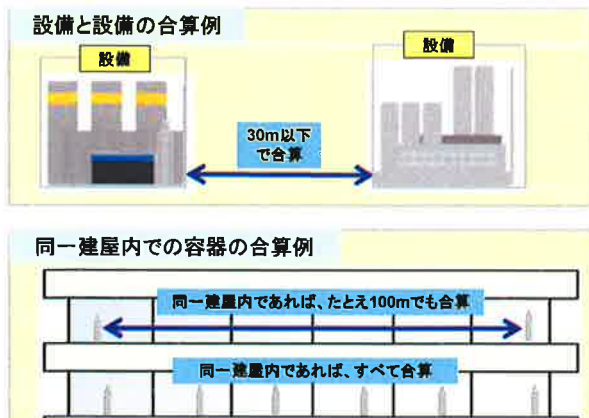 設備と設備の合算例
設備
設備
30m以下
で合算
同一建屋内での容器の合算例
同一建屋内であれば、たとえ100mでも合算
同一建屋内であれば、すべて合算